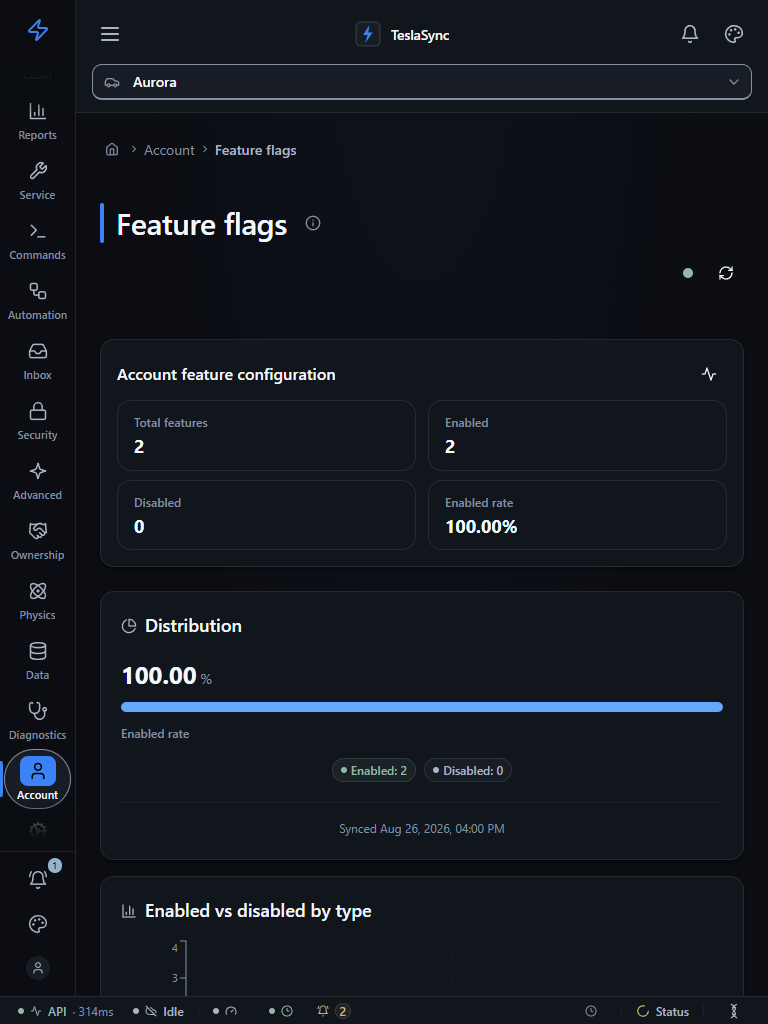 TeslaSync
Aurora
Account
Feature flags
Feature flags
Reports
Service
Commands
Automation
Inbox
Security
Advanced
Ownership
Physics
Data
Diagnostics
Account
1
Account feature configuration
Total features
2
Enabled
2
Disabled
0
Enabled rate
100.00%
Distribution
100.00 %
Enabled rate
Enabled: 2
Disabled: 0
Synced Aug 26, 2026, 04:00 PM
Enabled vs disabled by type
4
3
API · 314ms
Idle
2
Status